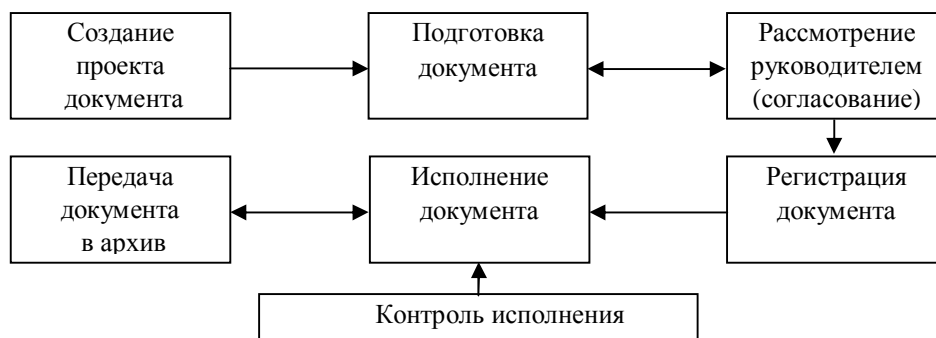 Создание
проекта
документа
Подготовка
документа
Рассмотрение
руководителем
(согласование)
Передача
документа
в архив
Исполнение
документа
Регистрация
документа
Контроль исполнения